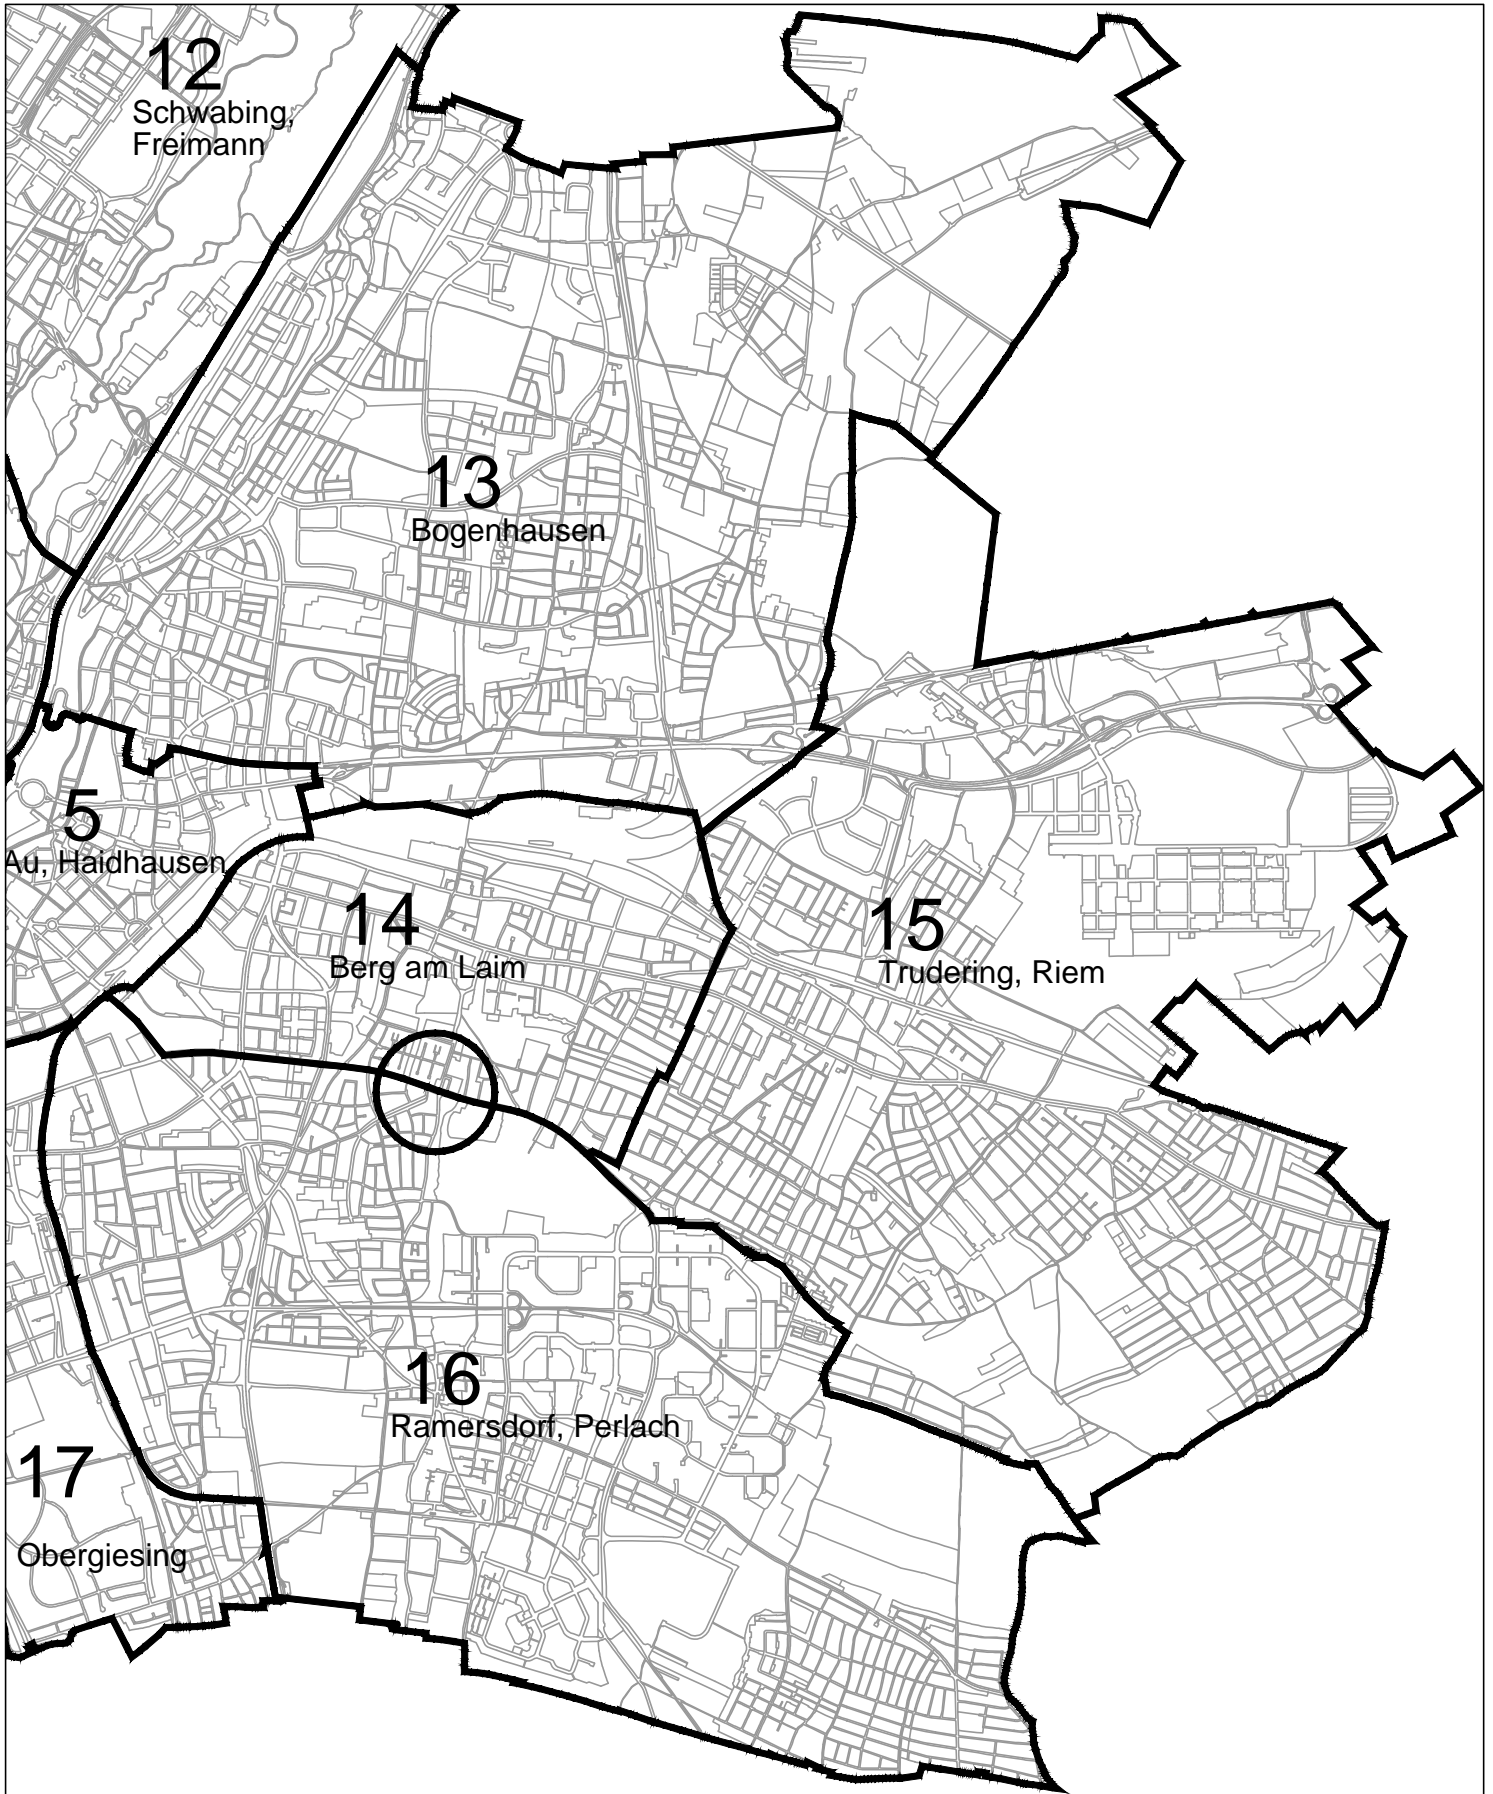 12
Schwabing,
Freimann
13
Bogenhausen
5
Au, Haidhausen
14
Berg am Laim
15
Trudering, Riem
16
Ramersdorf, Perlach
17
Obergiesing